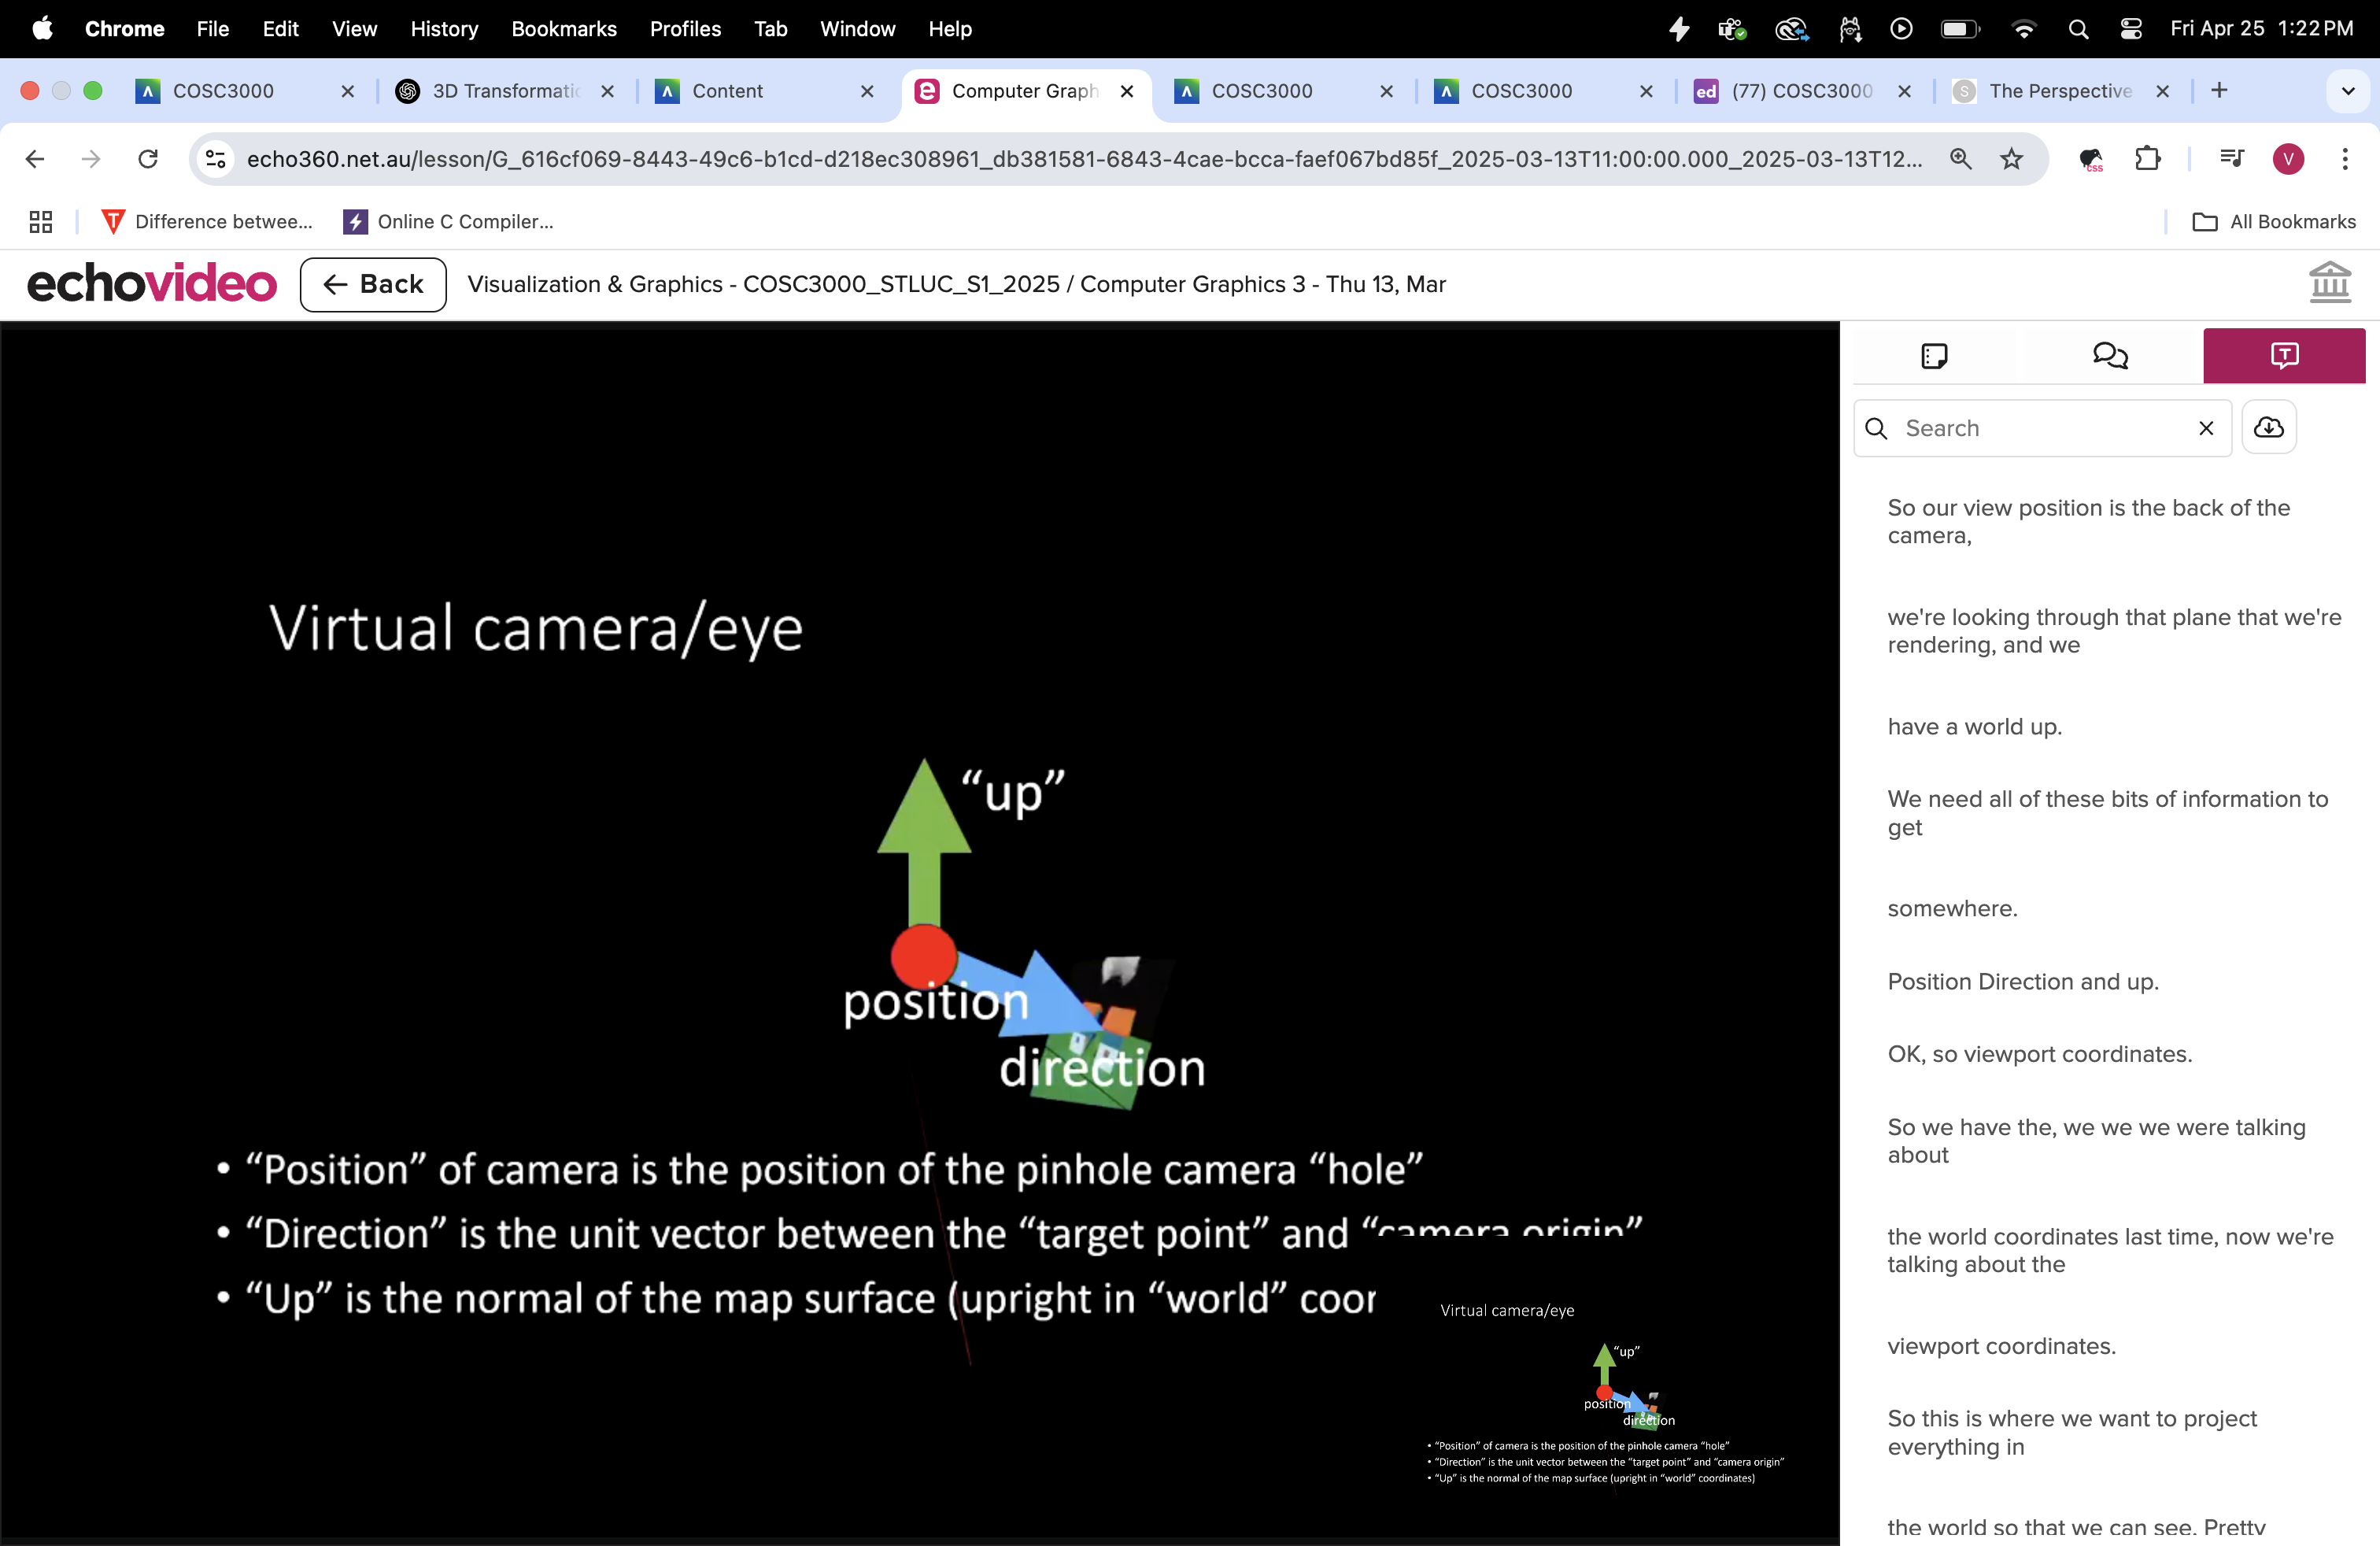 Chrome File Edit View History Bookmarks Profiles Tab Window Help Fri Apr 25 1:22 PM
COSC3000 3D Transformatic Content Computer Graph COSC3000 COSC3000 (77) COSC3000 The Perspective
echo360.net.au/lesson/G_616cf069-8443-49c6-b1cd-d218ec308961_db381581-6843-4cae-bcca-faef067bd85f_2025-03-13T11:00:00.000_2025-03-13T12...
V
Difference betwee... Online C Compiler... All Bookmarks
echovideo Back Visualization & Graphics - COSC3000_STLUC_S1_2025 / Computer Graphics 3 - Thu 13, Mar
Virtual camera/eye
“up”
position
direction
• “Position” of camera is the position of the pinhole camera “hole”
• “Direction” is the unit vector between the “target point” and “camera origin”
• “Up” is the normal of the map surface (upright in “world” coor
Virtual camera/eye
“up”
position
direction
• “Position” of camera is the position of the pinhole camera “hole”
• “Direction” is the unit vector between the “target point” and “camera origin”
• “Up” is the normal of the map surface (upright in “world” coordinates)
Search
So our view position is the back of the
camera,
we're looking through that plane that we're
rendering, and we
have a world up.
We need all of these bits of information to
get
somewhere.
Position Direction and up.
OK, so viewport coordinates.
So we have the, we we we were talking
about
the world coordinates last time, now we're
talking about the
viewport coordinates.
So this is where we want to project
everything in
the world so that we can see. Pretty